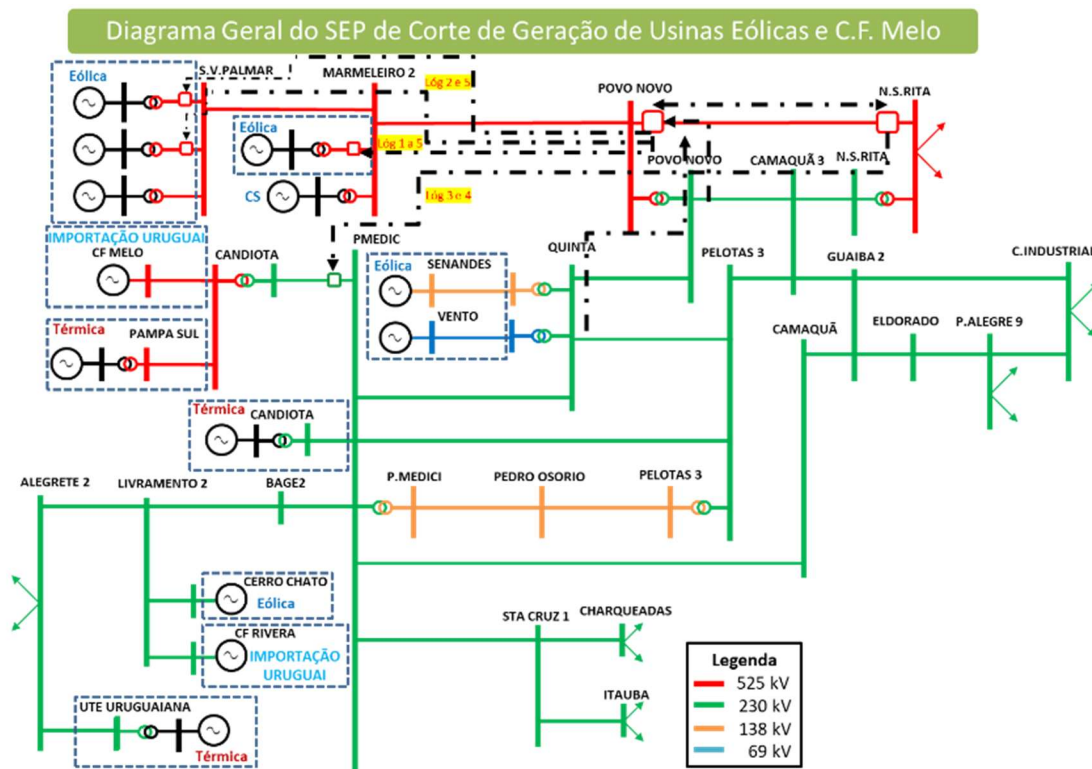 Diagrama Geral do SEP de Corte de Geração de Usinas Eólicas e C.F. Melo
S.V.PALMAR
MARMELEIRO 2
POVO NOVO
N.S.RITA
Eólica
Lóg 2 e 5
Eólica
Lóg 1 a 5
POVO NOVO
CAMAQUÃ 3
N.S.RITA
CS
Lóg 3 e 4
IMPORTAÇÃO URUGUAI
CF MELO
CANDIOTA
PMEDIC
QUINTA
PELOTAS 3
GUAIBA 2
C.INDUSTRIAL
Eólica
SENANDES
VENTO
Térmica
PAMPA SUL
CAMAQUÃ
ELDORADO
P.ALEGRE 9
Térmica
CANDIOTA
ALEGRETE 2
LIVRAMENTO 2
BAGE2
P.MEDICI
PEDRO OSORIO
PELOTAS 3
CERRO CHATO
Eólica
CF RIVERA
IMPORTAÇÃO
URUGUAI
STA CRUZ 1
CHARQUEADAS
ITAUBA
UTE URUGUAIANA
Térmica
Legenda
525 kV
230 kV
138 kV
69 kV